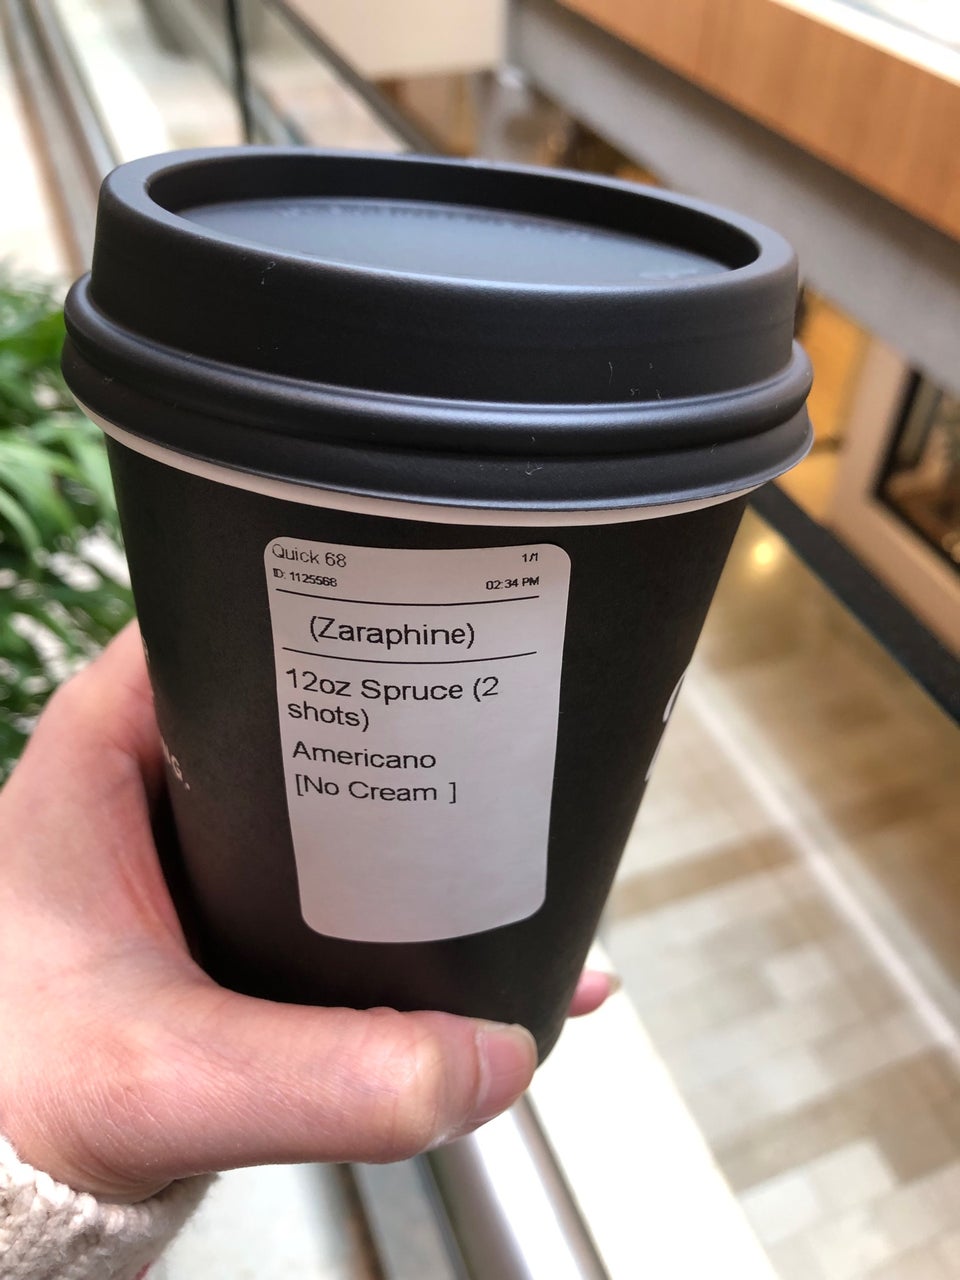 Quick 68 1/1
ID: 1125568 02:34 PM
(Zaraphine)
12oz Spruce (2
shots)
Americano
[No Cream ]